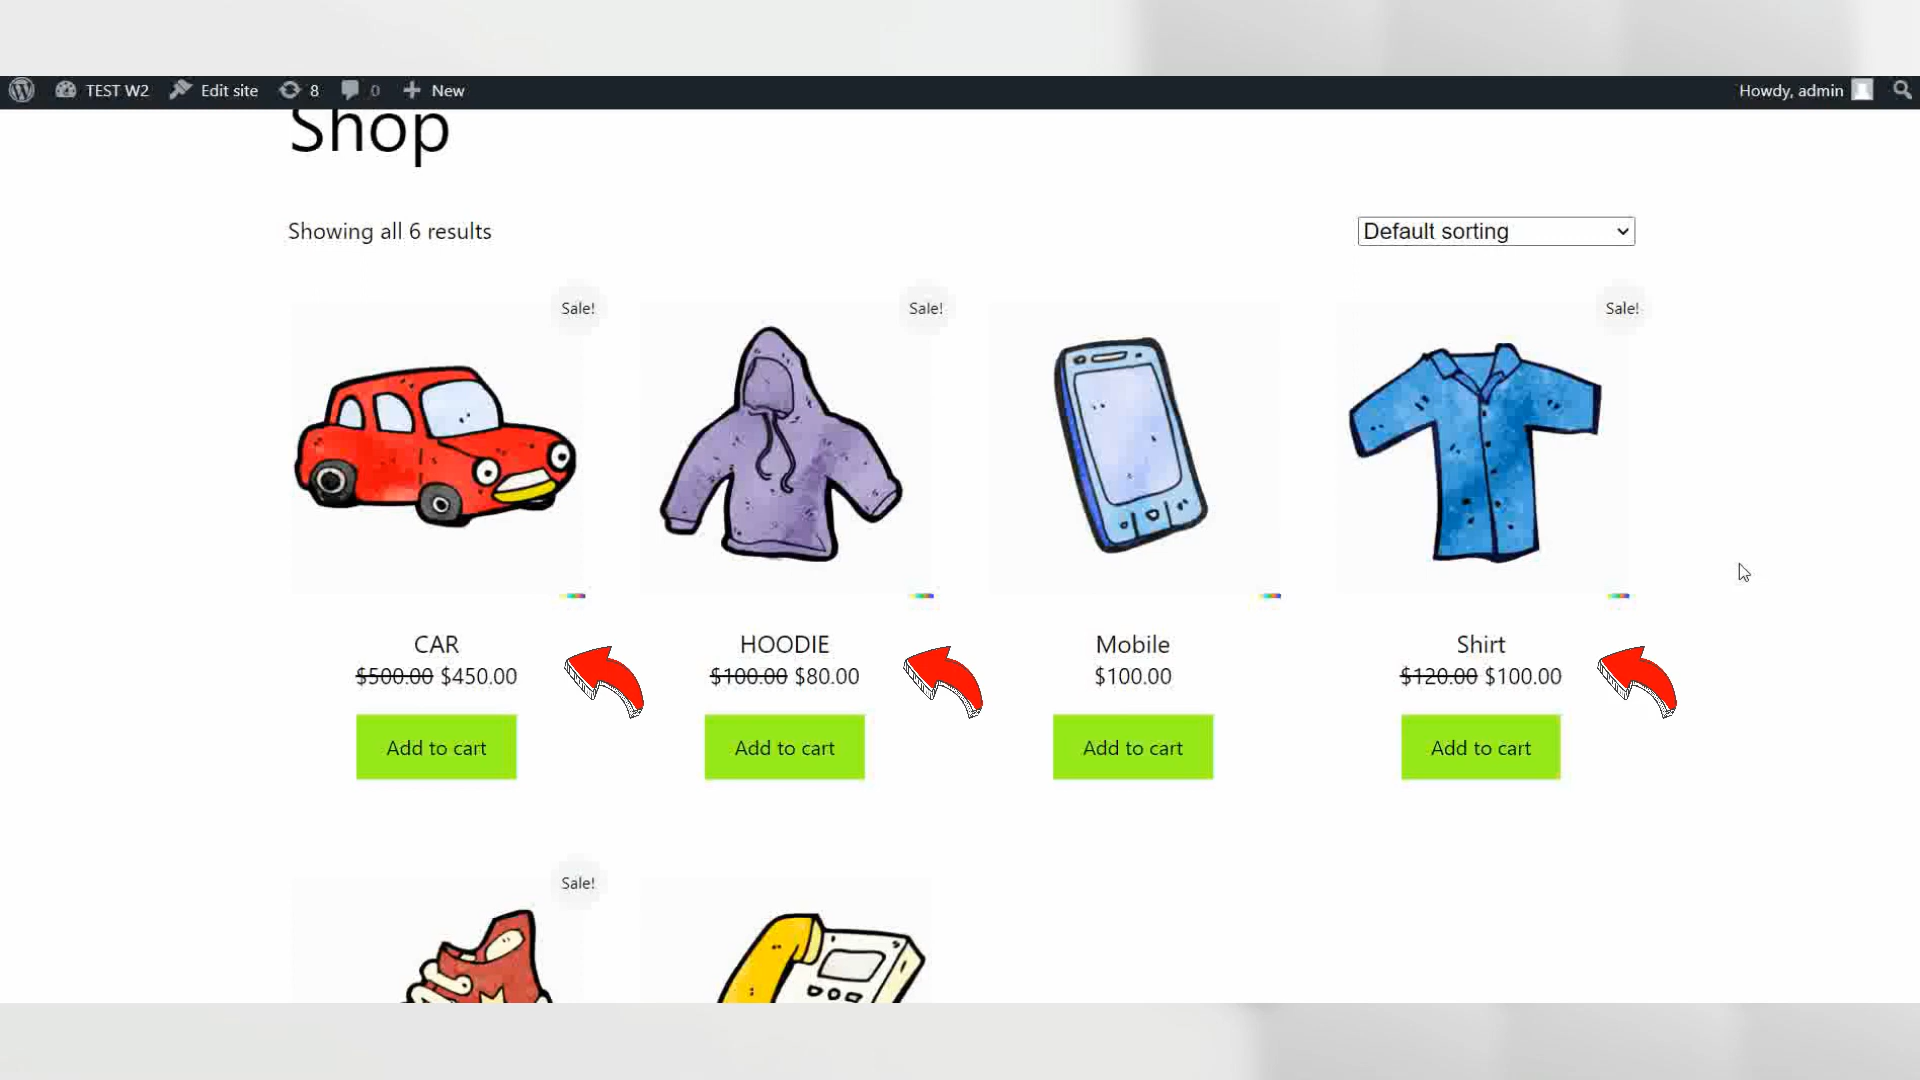 TEST W2 Edit site 8 0 New Howdy, admin
Shop
Showing all 6 results Default sorting
Sale! Sale! Sale!
CAR HOODIE Mobile Shirt
$500.00 $450.00 $100.00 $80.00 $100.00 $120.00 $100.00
Add to cart Add to cart Add to cart Add to cart
Sale!